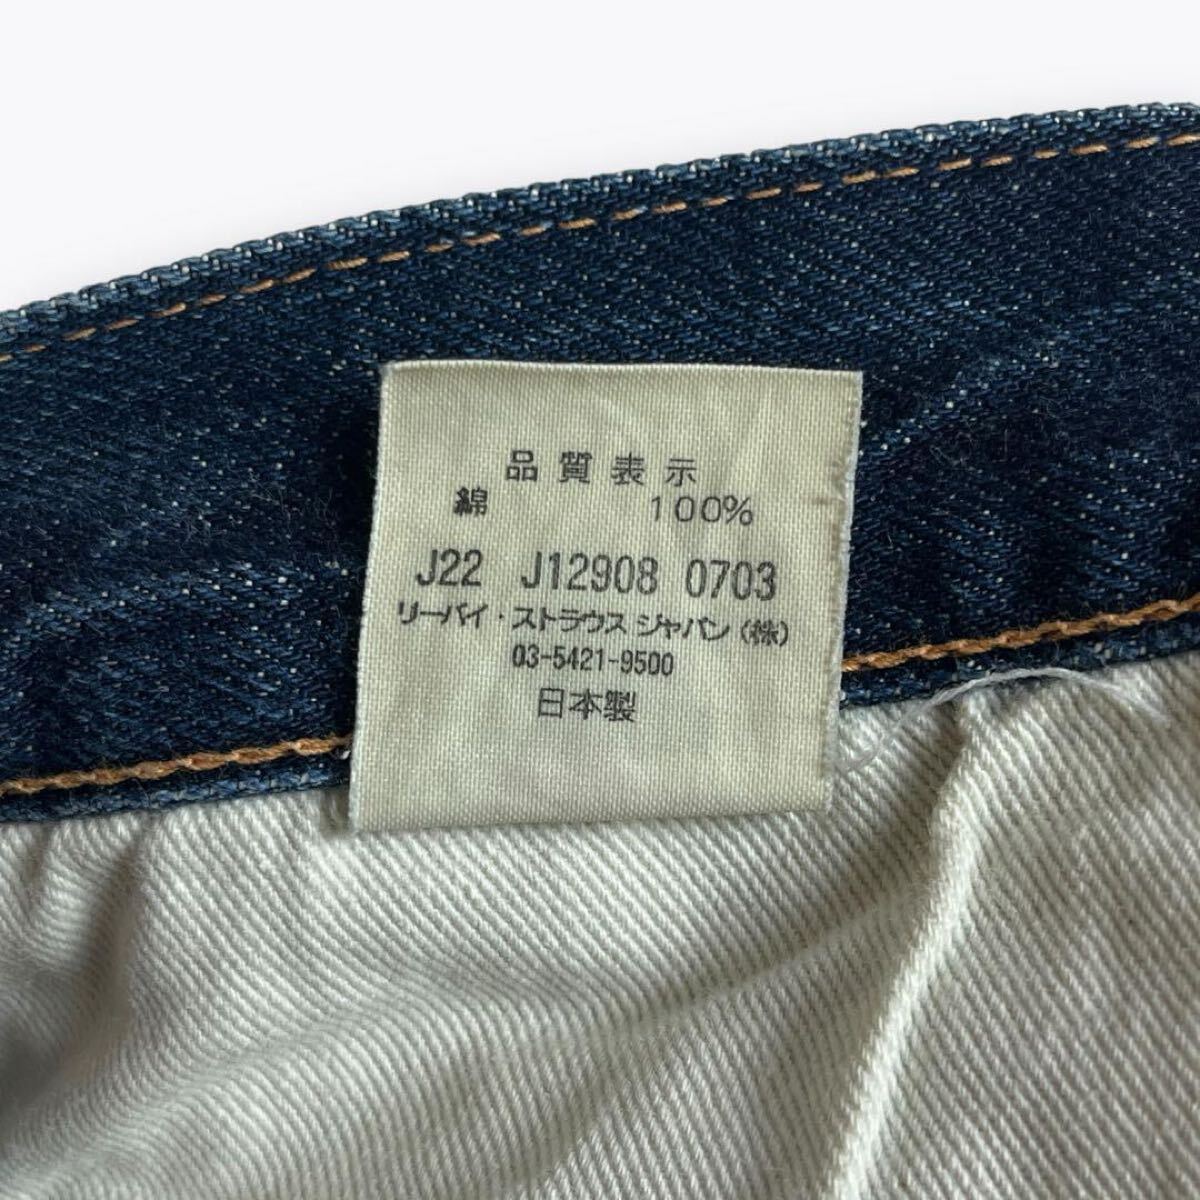 品質表示
綿 100%
J22 J12908 0703
リーバイ・ストラウス ジャパン(株)
03-5421-9500
日本製